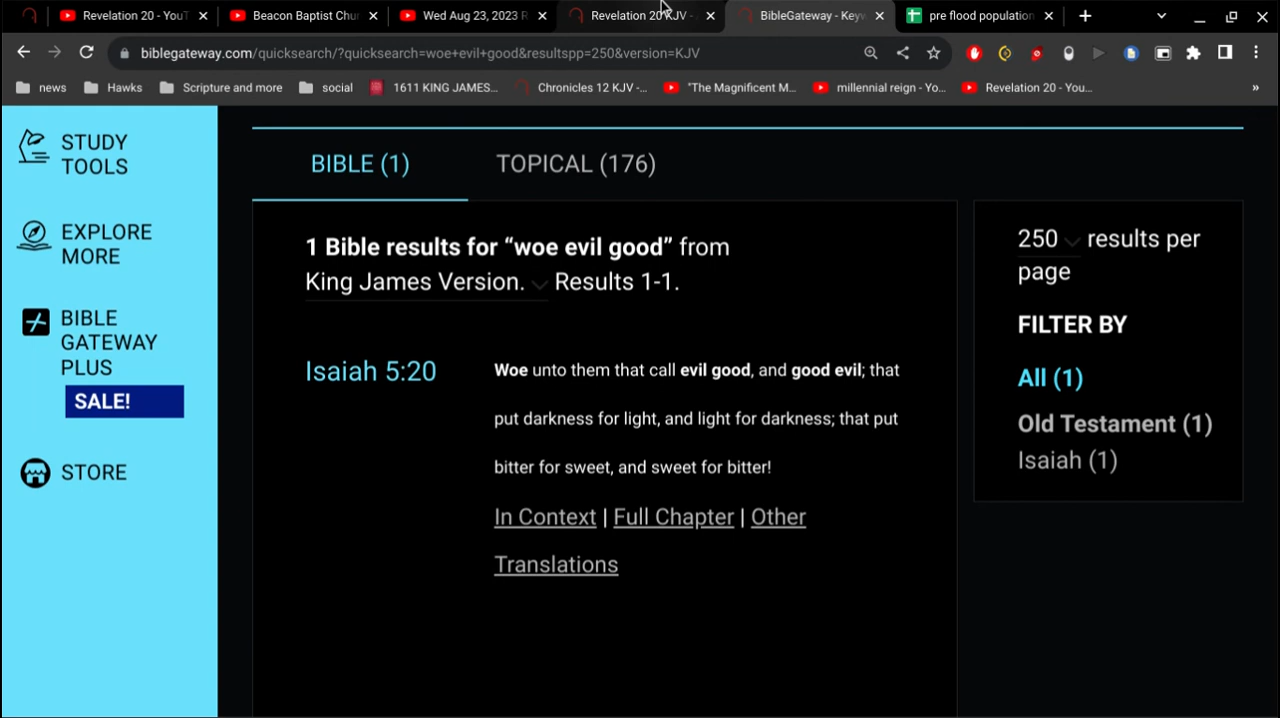 Revelation 20 - YouT
Beacon Baptist Chu
Wed Aug 23, 2023 R
Revelation 20 KJV -
BibleGateway - Keyw
pre flood population
biblegateway.com/quicksearch/?quicksearch=woe+evil+good&resultspp=250&version=KJV
news
Hawks
Scripture and more
social
1611 KING JAMES...
Chronicles 12 KJV -...
"The Magnificent M...
millennial reign - Yo...
Revelation 20 - You...
»
STUDY
TOOLS
EXPLORE
MORE
BIBLE
GATEWAY
PLUS
SALE!
STORE
BIBLE (1)
TOPICAL (176)
1 Bible results for “woe evil good” from
King James Version. Results 1-1.
Isaiah 5:20
Woe unto them that call evil good, and good evil; that
put darkness for light, and light for darkness; that put
bitter for sweet, and sweet for bitter!
In Context | Full Chapter | Other
Translations
250 results per
page
FILTER BY
All (1)
Old Testament (1)
Isaiah (1)